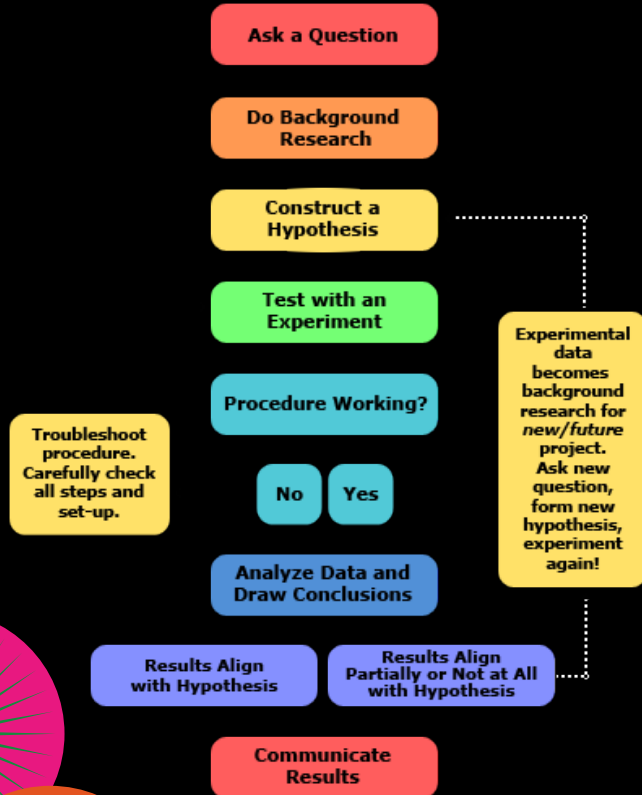 Ask a Question
Do Background
Research
Construct a
Hypothesis
Test with an
Experiment
Procedure Working?
Troubleshoot
procedure.
Carefully check
all steps and
set-up.
No
Yes
Experimental
data
becomes
background
research for
new/future
project.
Ask new
question,
form new
hypothesis,
experiment
again!
Analyze Data and
Draw Conclusions
Results Align
with Hypothesis
Results Align
Partially or Not at All
with Hypothesis
Communicate
Results